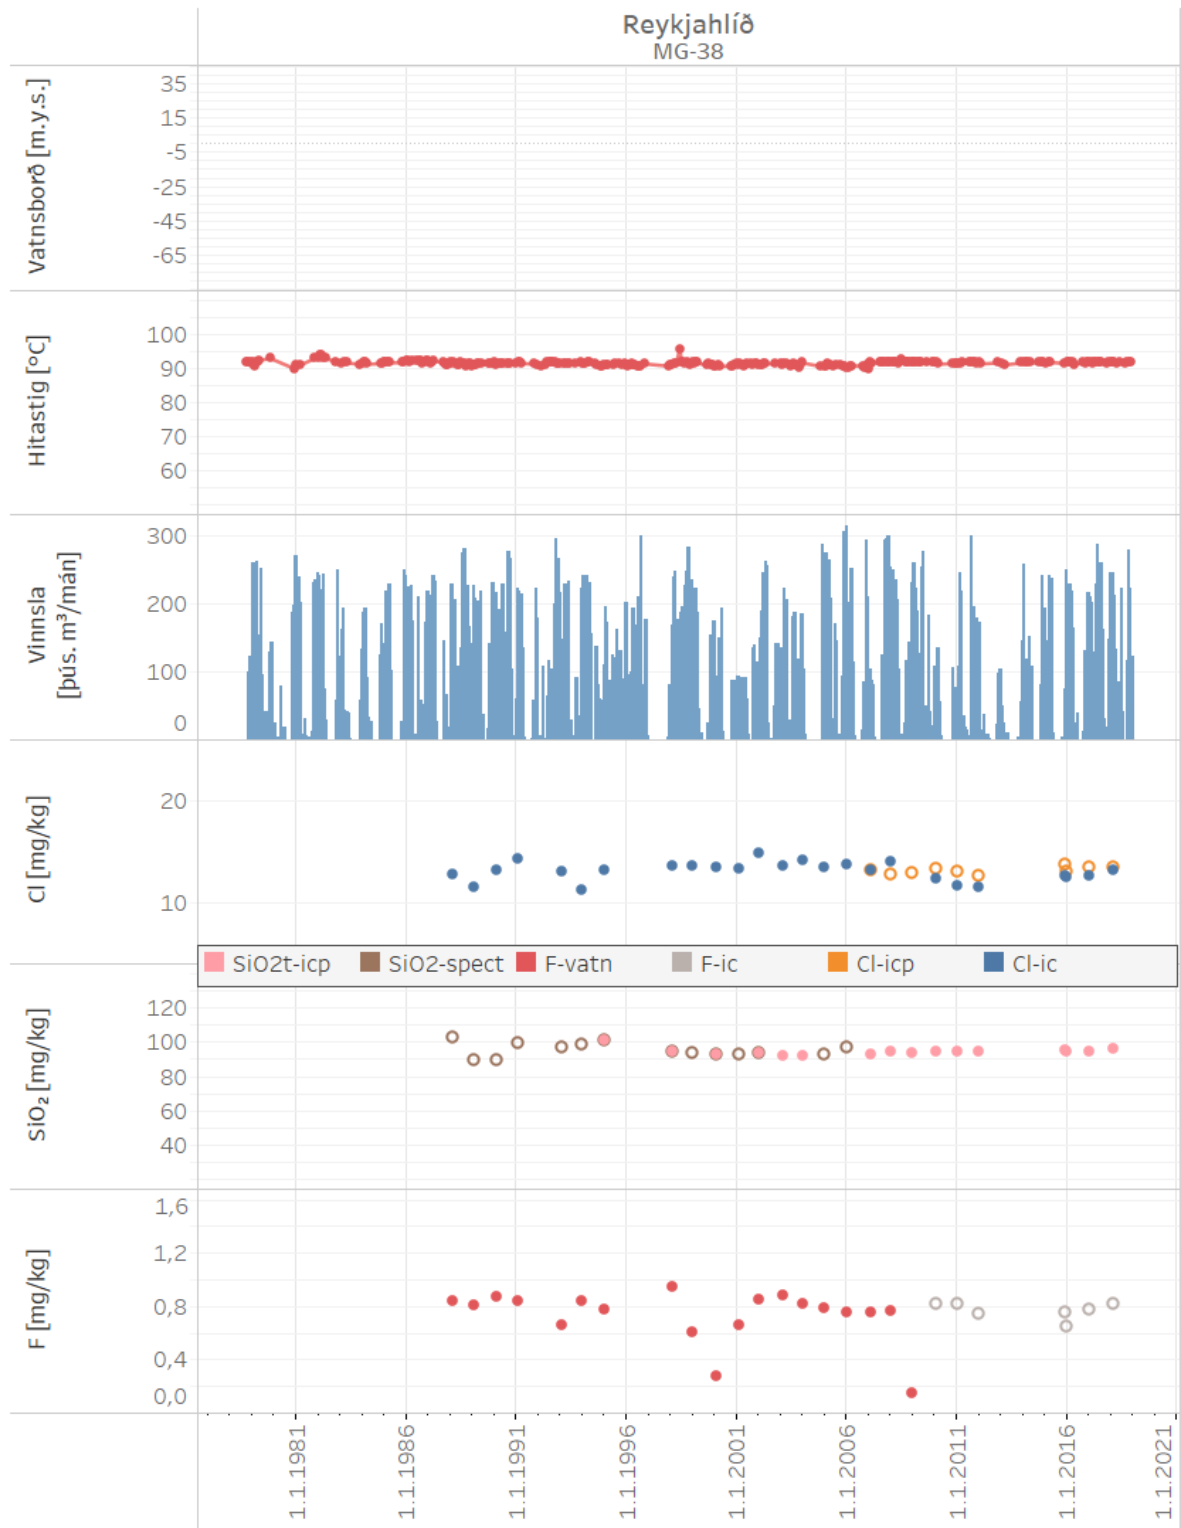 Reykjahlíð
MG-38
Vatnsborð [m.y.s.]
35
15
-5
-25
-45
-65
Hitastig [°C]
100
90
80
70
60
Vinnsla
[þús. m³/mán]
300
200
100
0
Cl [mg/kg]
20
10
SiO2t-icp
SiO2-spect
F-vatn
F-ic
Cl-icp
Cl-ic
SiO₂ [mg/kg]
120
100
80
60
40
F [mg/kg]
1,6
1,2
0,8
0,4
0,0
1.1.1981
1.1.1986
1.1.1991
1.1.1996
1.1.2001
1.1.2006
1.1.2011
1.1.2016
1.1.2021